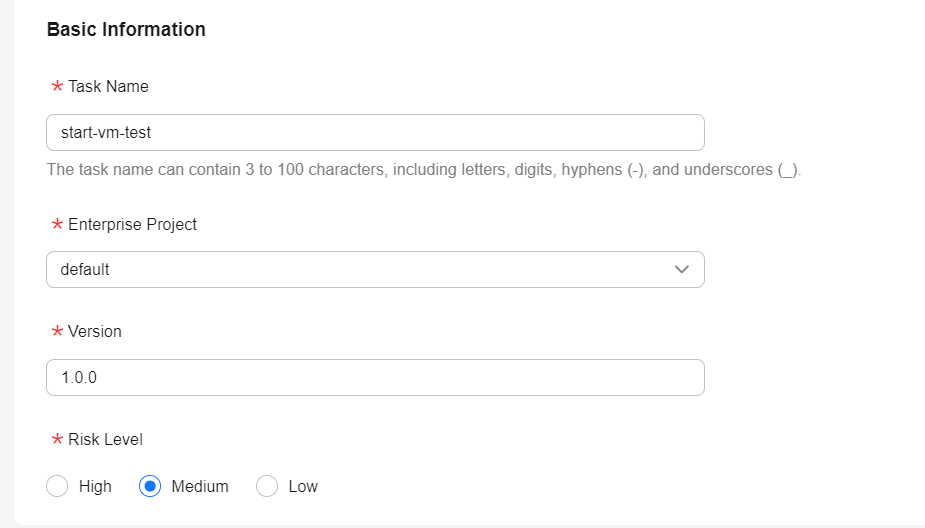 Basic Information
* Task Name
start-vm-test
The task name can contain 3 to 100 characters, including letters, digits, hyphens (-), and underscores (_).
* Enterprise Project
default
* Version
1.0.0
* Risk Level
High Medium Low